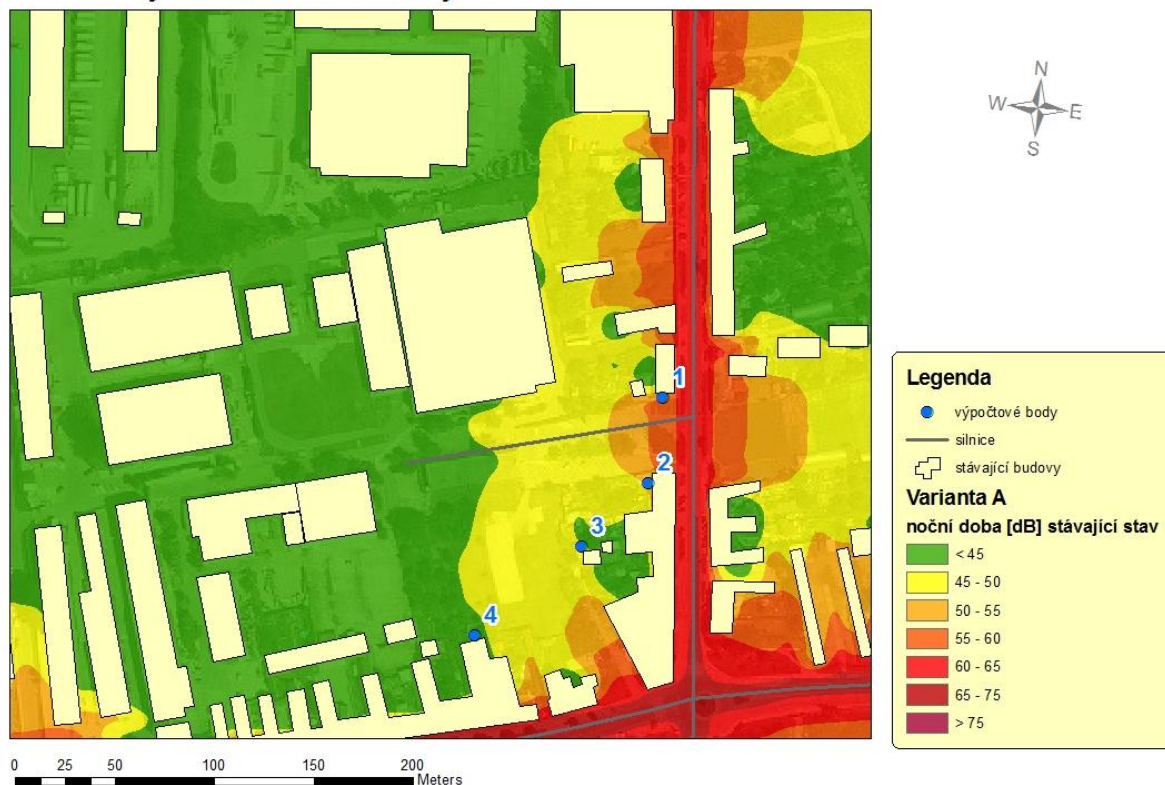 N
W E
S
1
2
3
4
Legenda
výpočtové body
silnice
stávající budovy
Varianta A
noční doba [dB] stávající stav
< 45
45 - 50
50 - 55
55 - 60
60 - 65
65 - 75
> 75
0 25 50 100 150 200
Meters